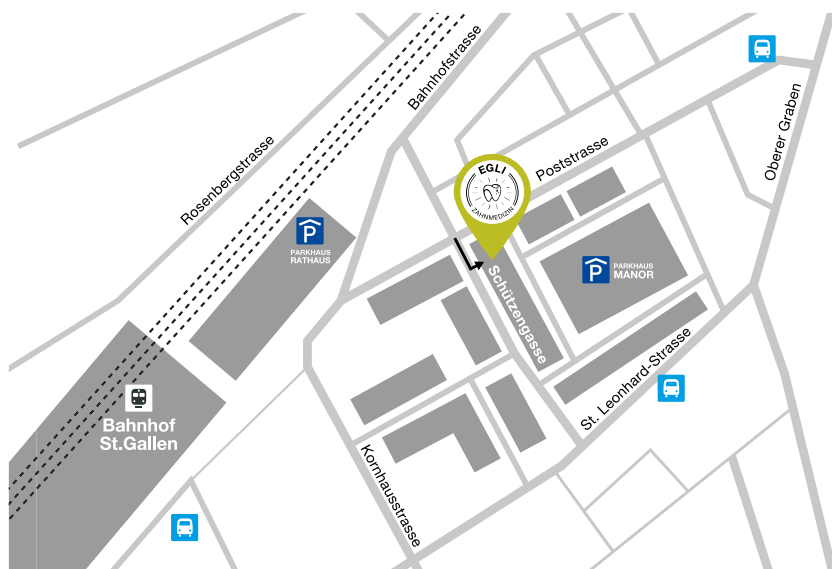 Bahnhofstrasse
Oberer Graben
Rosenbergstrasse
Poststrasse
EGLI
ZAHNMEDIZIN
P
PARKHAUS
RATHAUS
P
PARKHAUS
MANOR
Schützengasse
St. Leonhard-Strasse
Bahnhof
St.Gallen
Kornhausstrasse